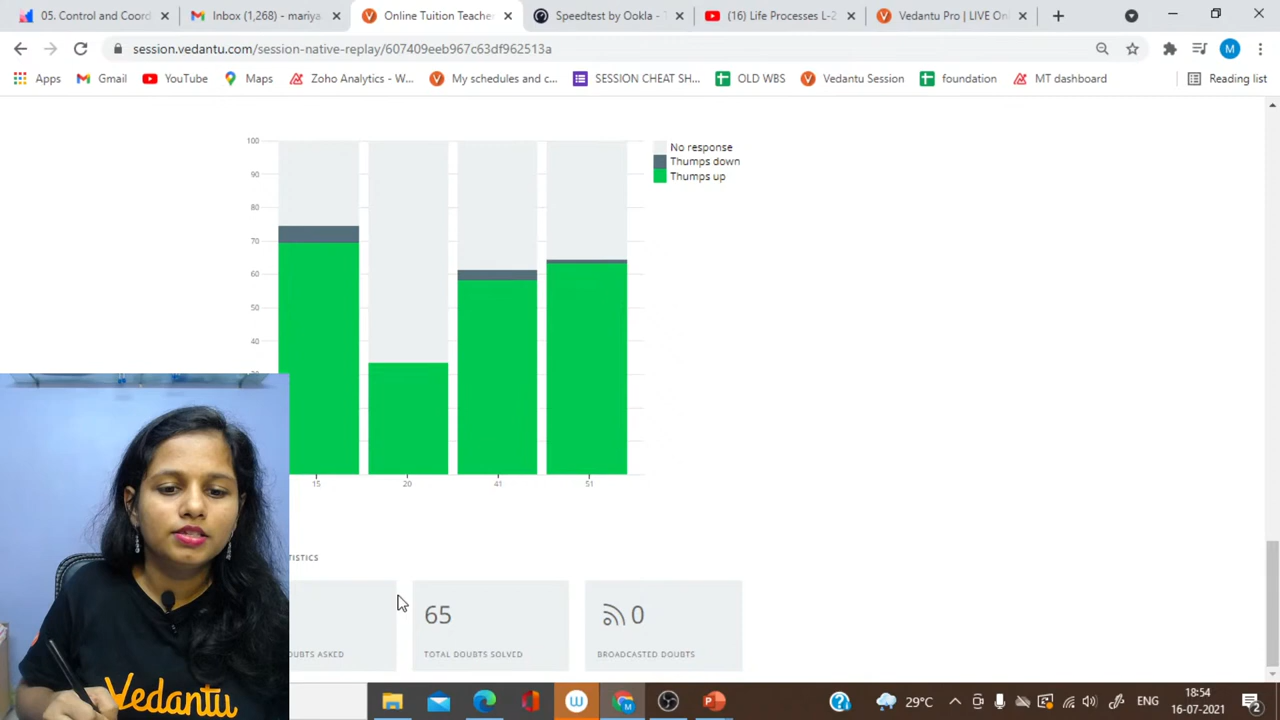 05. Control and Coord
Inbox (1,268) - mariya
Online Tuition Teache
Speedtest by Ookla - T
(16) Life Processes L-2
Vedantu Pro | LIVE Onl
session.vedantu.com/session-native-replay/607409eeb967c63df962513a
M
Apps
Gmail
YouTube
Maps
Zoho Analytics - W...
My schedules and c...
SESSION CHEAT SH...
OLD WBS
Vedantu Session
foundation
MT dashboard
Reading list
100
90
80
70
60
50
40
No response
Thumps down
Thumps up
15
20
41
51
TISTICS
65
0
OUBTS ASKED
TOTAL DOUBTS SOLVED
BROADCASTED DOUBTS
Vedantu
29°C
ENG
18:54
16-07-2021
2